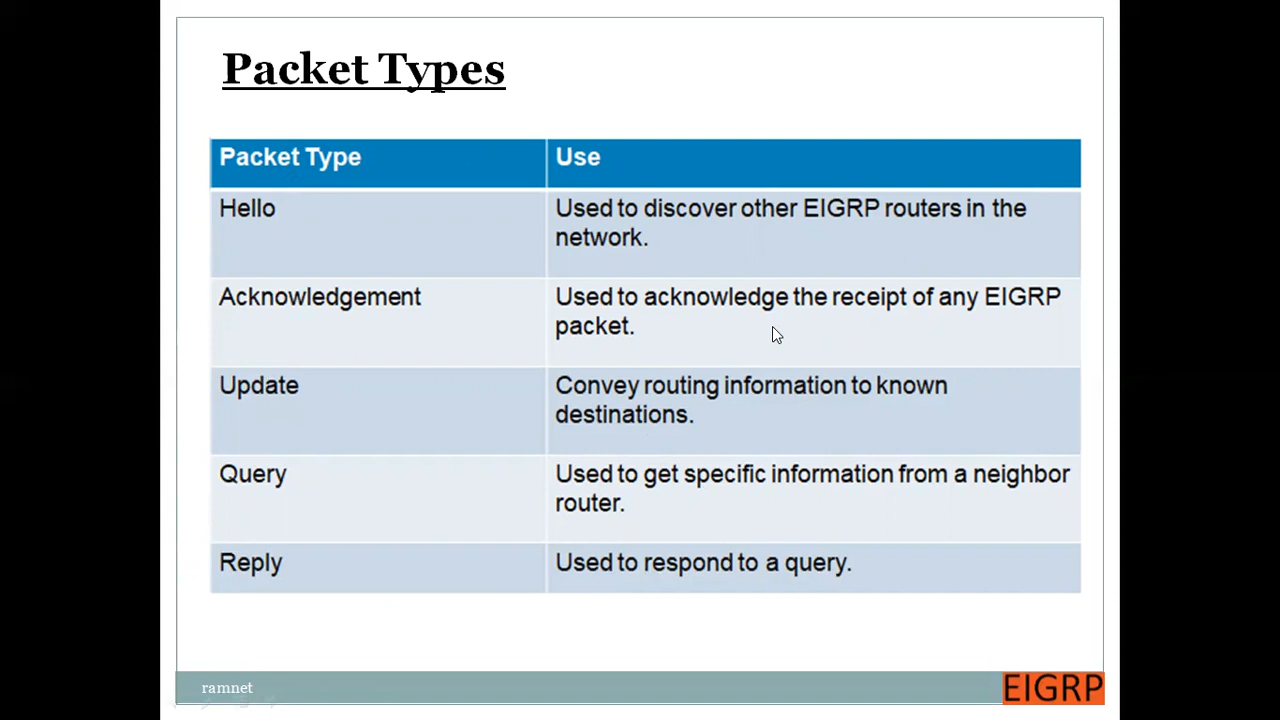 Packet Types
Packet Type
Use
Hello
Used to discover other EIGRP routers in the
network.
Acknowledgement
Used to acknowledge the receipt of any EIGRP
packet.
Update
Convey routing information to known
destinations.
Query
Used to get specific information from a neighbor
router.
Reply
Used to respond to a query.
ramnet
EIGRP